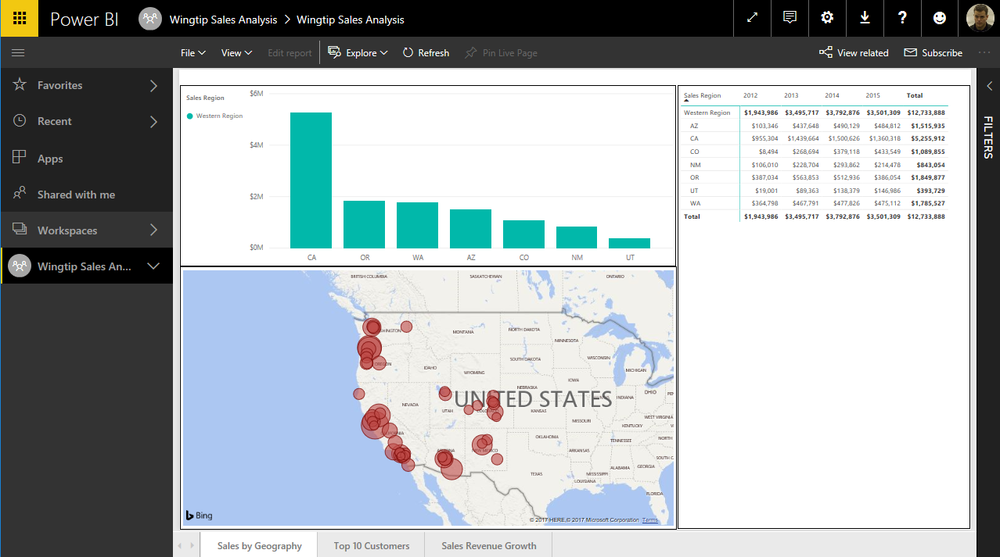 Power BI
Wingtip Sales Analysis > Wingtip Sales Analysis
File View Edit report Explore Refresh Pin Live Page View related Subscribe ...
Favorites
Recent
Apps
Shared with me
Workspaces
Wingtip Sales An...
Sales Region
Western Region
$6M
$4M
$2M
$0M
CA OR WA AZ CO NM UT
Sales Region 2012 2013 2014 2015 Total
Western Region $1,943,986 $3,495,717 $3,792,876 $3,501,309 $12,733,888
AZ $103,346 $437,648 $490,129 $484,812 $1,515,935
CA $955,304 $1,439,664 $1,500,626 $1,360,318 $5,255,912
CO $8,494 $268,694 $379,118 $433,549 $1,089,855
NM $106,010 $228,704 $293,862 $214,478 $843,054
OR $387,034 $563,853 $512,936 $386,054 $1,849,877
UT $19,001 $89,363 $138,379 $146,986 $393,729
WA $364,798 $467,791 $477,826 $475,112 $1,785,527
Total $1,943,986 $3,495,717 $3,792,876 $3,501,309 $12,733,888
FILTERS
BRITISH COLUMBIA SASKATCHEWAN ONTARIO
MONTANA NORTH DAKOTA
MINNESOTA
OREGON IDAHO SOUTH DAKOTA WISCONSIN
WYOMING MICHIGAN
IOWA
NEBRASKA OHIO
UNITED STATES INDIANA
NEVADA UTAH KANSAS
MISSOURI WEST VIRGINIA
KENTUCKY
OKLAHOMA TENNESSEE NORTH
NEW MEXICO ARKANSAS SOUTH C
ALABAMA GEORGIA
TEXAS MISSISSIPPI
LOUISIANA
FLORIDA
Bing
© 2017 HERE © 2017 Microsoft Corporation Terms
Sales by Geography Top 10 Customers Sales Revenue Growth